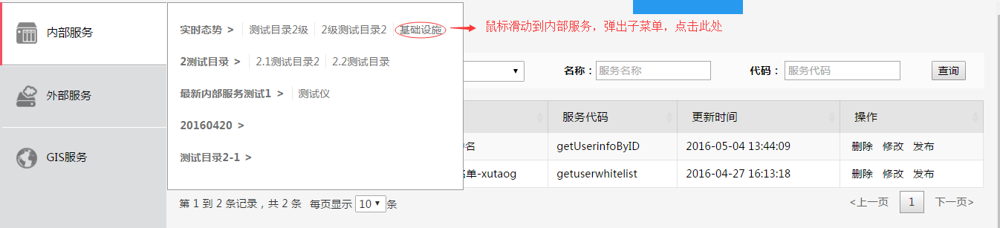 内部服务
外部服务
GIS服务
实时态势 > 测试目录2级 2级测试目录2 基础设施
2测试目录 > 2.1测试目录2 2.2测试目录
最新内部服务测试1 > 测试仪
20160420 >
测试目录2-1 >
鼠标滑动到内部服务，弹出子菜单，点击此处
名称： 服务名称 代码： 服务代码 查询
服务代码 更新时间 操作
名 getUserinfoByID 2016-05-04 13:44:09 删除 修改 发布
名单-xutaog getuserwhitelist 2016-04-27 16:13:18 删除 修改 发布
第 1 到 2 条记录，共 2 条 每页显示 10 条 <上一页 1 下一页>